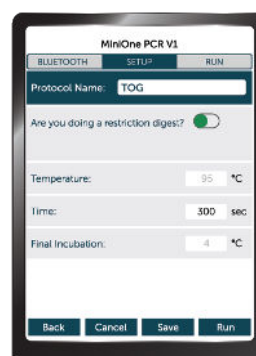 MiniOne PCR V1
BLUETOOTH SETUP RUN
Protocol Name: TOG
Are you doing a restriction digest?
Temperature: 95 °C
Time: 300 sec
Final Incubation: 4 °C
Back Cancel Save Run